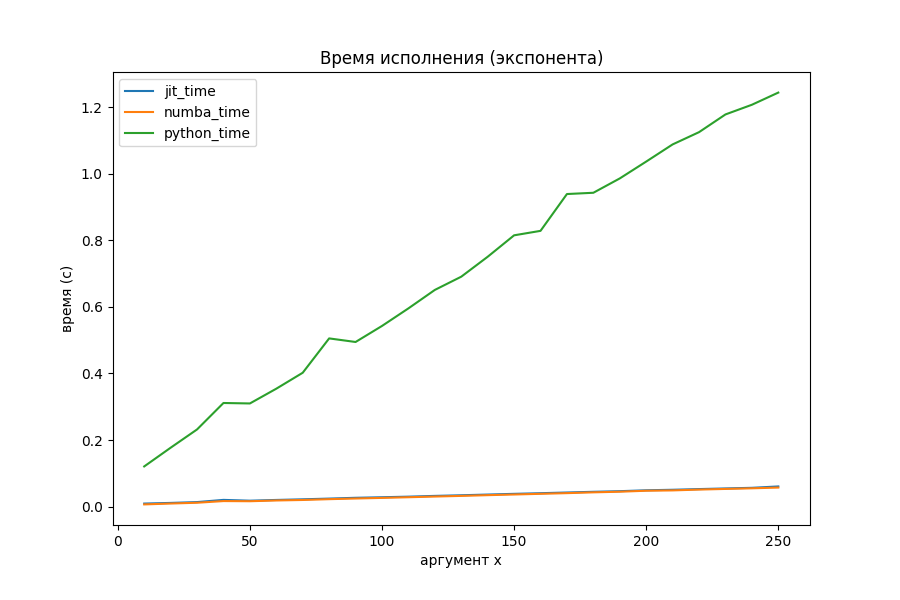 Время исполнения (экспонента)
jit_time
numba_time
python_time
1.2
1.0
0.8
0.6
0.4
0.2
0.0
время (с)
0 50 100 150 200 250
аргумент x